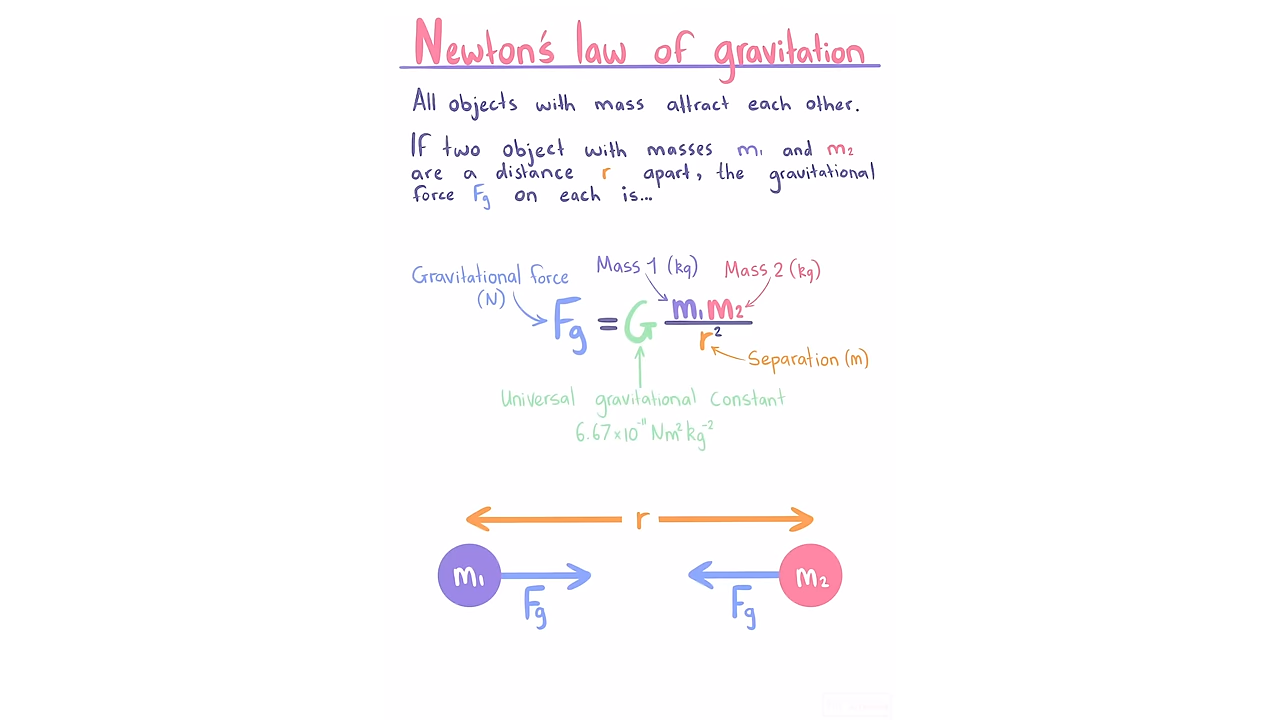 Newton's law of gravitation
All objects with mass attract each other.
If two object with masses m₁ and m₂
are a distance r apart, the gravitational
force Fg on each is...
Gravitational force
(N)
Mass 1 (kg)
Mass 2 (kg)
Fg = G m₁m₂
r²
Separation (m)
Universal gravitational Constant
6.67×10⁻¹¹ Nm²kg⁻²
r
m₁
m₂
Fg
Fg